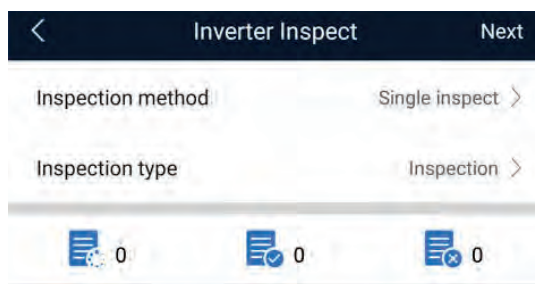 Inverter Inspect Next
Inspection method Single inspect
Inspection type Inspection
0 0 0